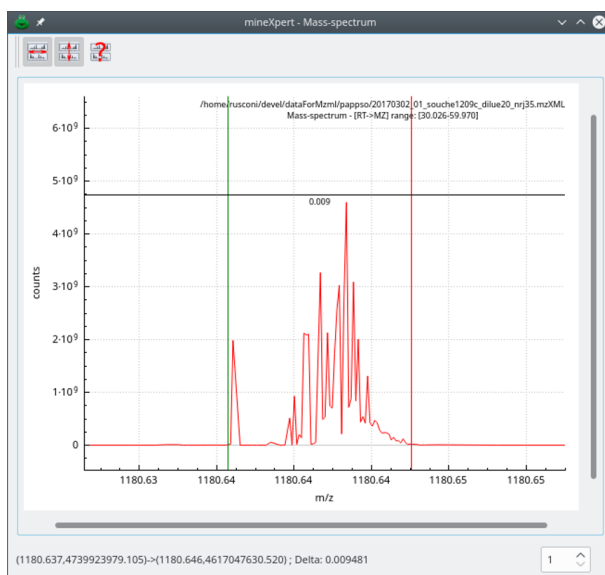 mineXpert - Mass-spectrum
/home/rusconi/devel/dataForMzml/pappso/20170302_01_souche1209c_dilue20_nrj35.mzXML
Mass-spectrum - [RT->MZ] range: [30.026-59.970]
6·10⁹
5·10⁹
0.009
4·10⁹
counts
3·10⁹
2·10⁹
1·10⁹
0
1180.63 1180.64 1180.64 1180.64 1180.65 1180.65
m/z
(1180.637,4739923979.105)->(1180.646,4617047630.520) ; Delta: 0.009481
1